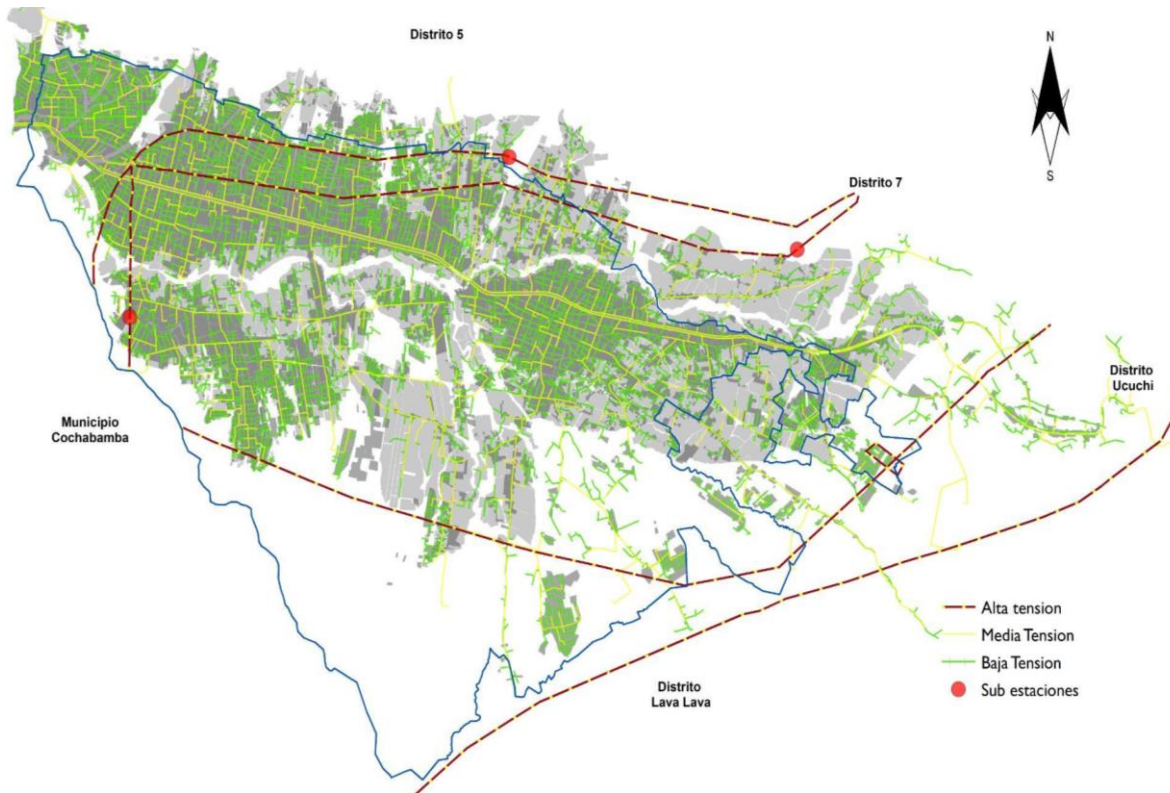 Distrito 5
N
S
Distrito 7
Distrito
Ucuchi
Municipio
Cochabamba
Alta tension
Media Tension
Baja Tension
Sub estaciones
Distrito
Lava Lava